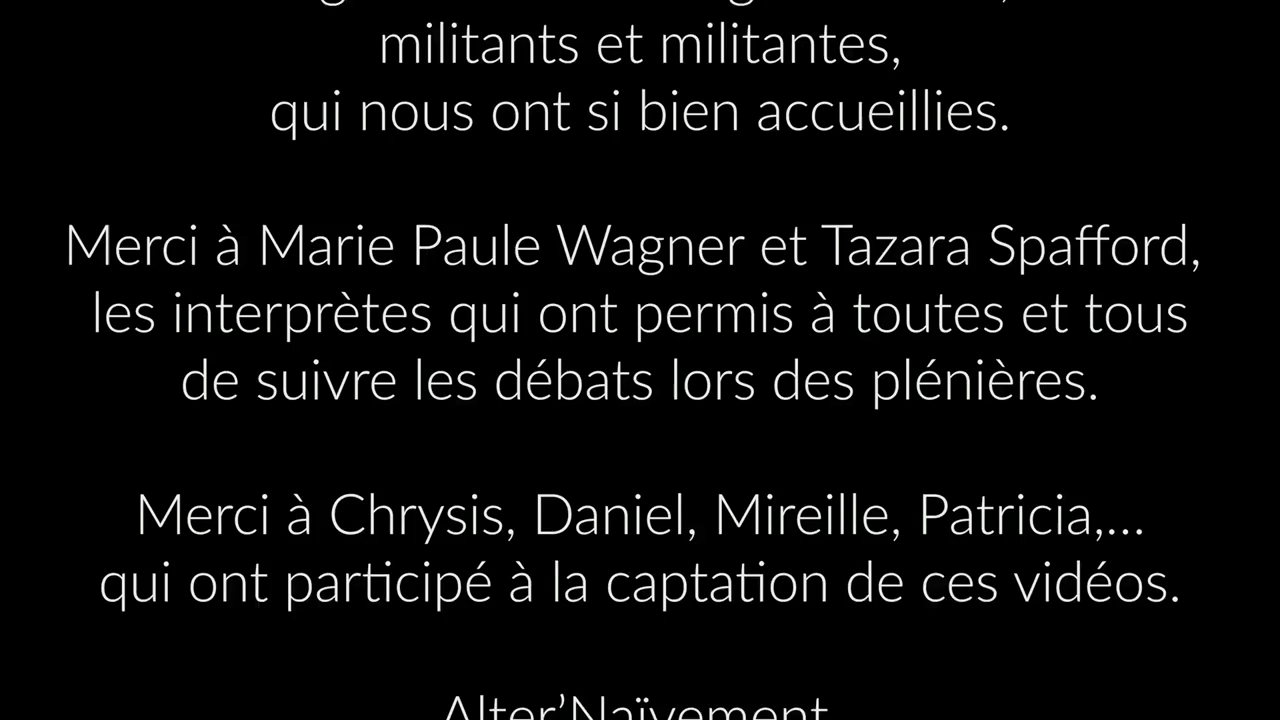 militants et militantes,
qui nous ont si bien accueillies.
Merci à Marie Paule Wagner et Tazara Spafford,
les interprètes qui ont permis à toutes et tous
de suivre les débats lors des plénières.
Merci à Chrysis, Daniel, Mireille, Patricia,...
qui ont participé à la captation de ces vidéos.
Alter’Naïvement